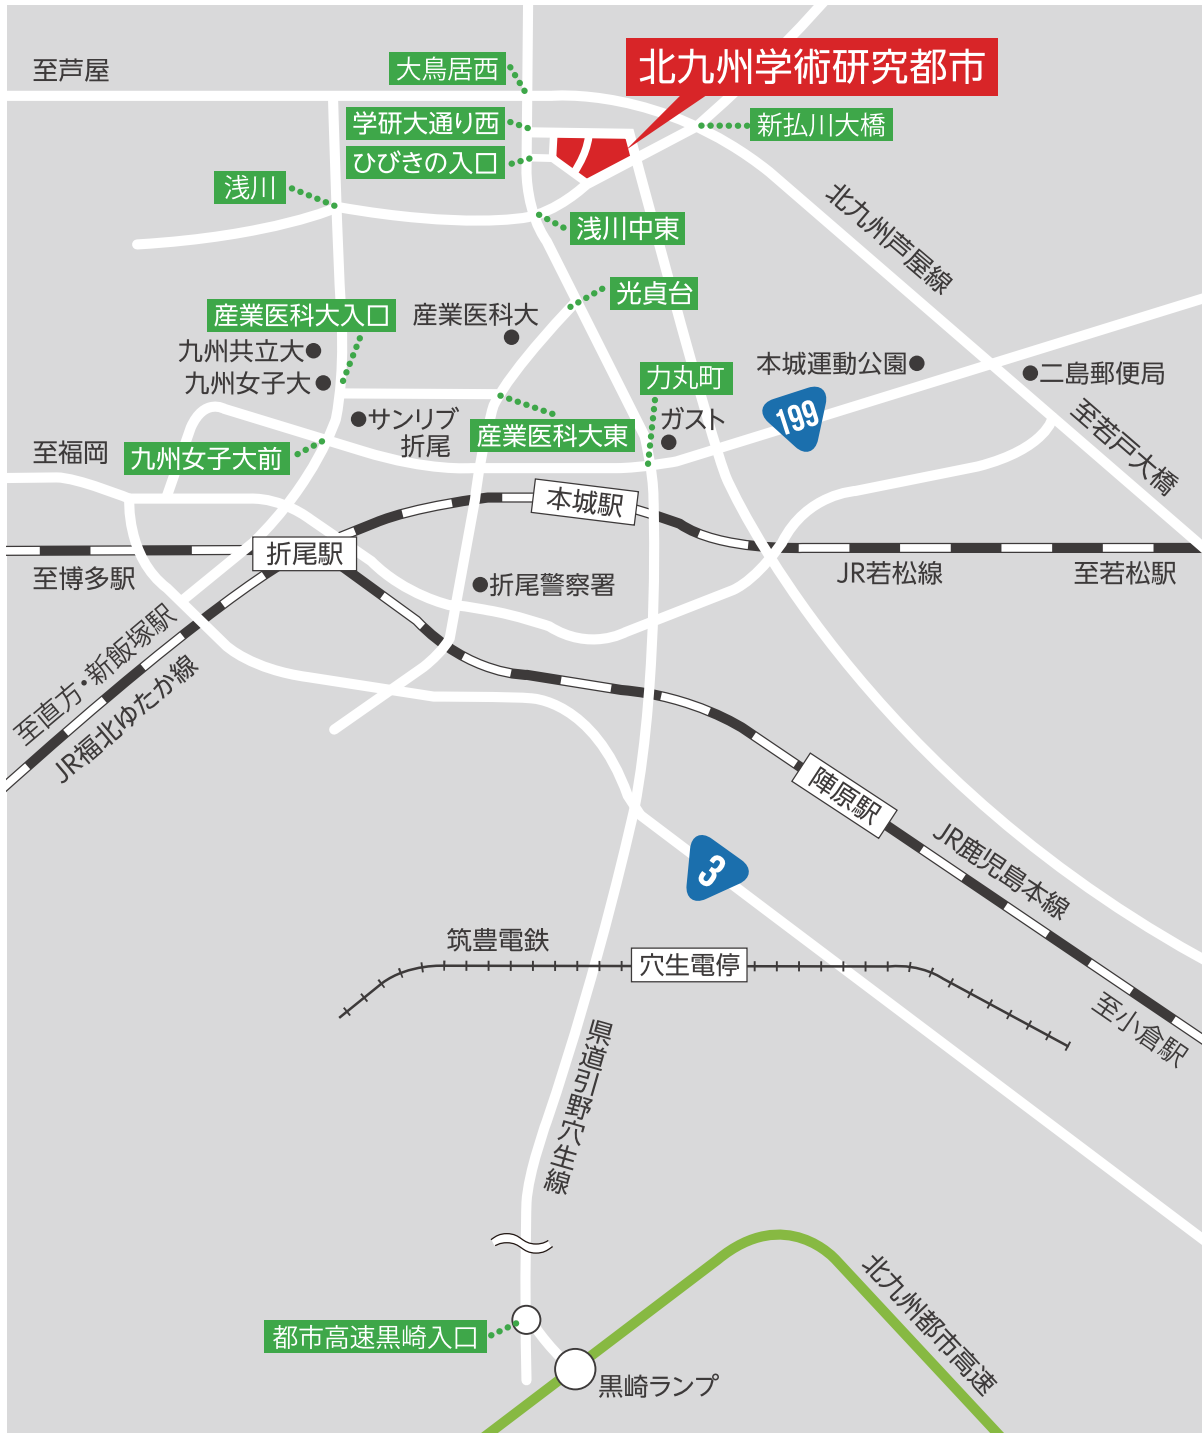 至芦屋
大鳥居西
北九州学術研究都市
学研大通り西
新払川大橋
ひびきの入口
浅川
浅川中東
北九州芦屋線
光貞台
産業医科大入口
産業医科大
九州共立大
九州女子大
本城運動公園
二島郵便局
力丸町
ガスト
199
サンリブ
折尾
産業医科大東
至若戸大橋
至福岡
九州女子大前
本城駅
折尾駅
至博多駅
折尾警察署
JR若松線
至若松駅
至直方・新飯塚駅
JR福北ゆたか線
陣原駅
JR鹿児島本線
3
筑豊電鉄
穴生電停
至小倉駅
県道引野穴生線
北九州都市高速
都市高速黒崎入口
黒崎ランプ